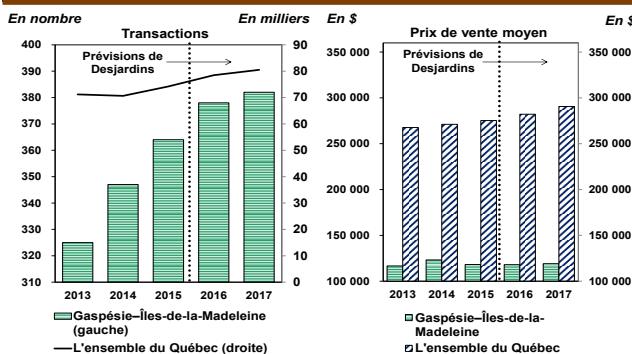 En nombre
En milliers
Transactions
Prévisions de
Desjardins
400
390
380
370
360
350
340
330
320
310
90
80
70
60
50
40
30
20
10
0
2013 2014 2015 2016 2017
Gaspésie–Îles-de-la-Madeleine
(gauche)
L'ensemble du Québec (droite)
En $
En $
Prix de vente moyen
Prévisions de
Desjardins
350 000
300 000
250 000
200 000
150 000
100 000
350 000
300 000
250 000
200 000
150 000
100 000
2013 2014 2015 2016 2017
Gaspésie–Îles-de-la-
Madeleine
L'ensemble du Québec